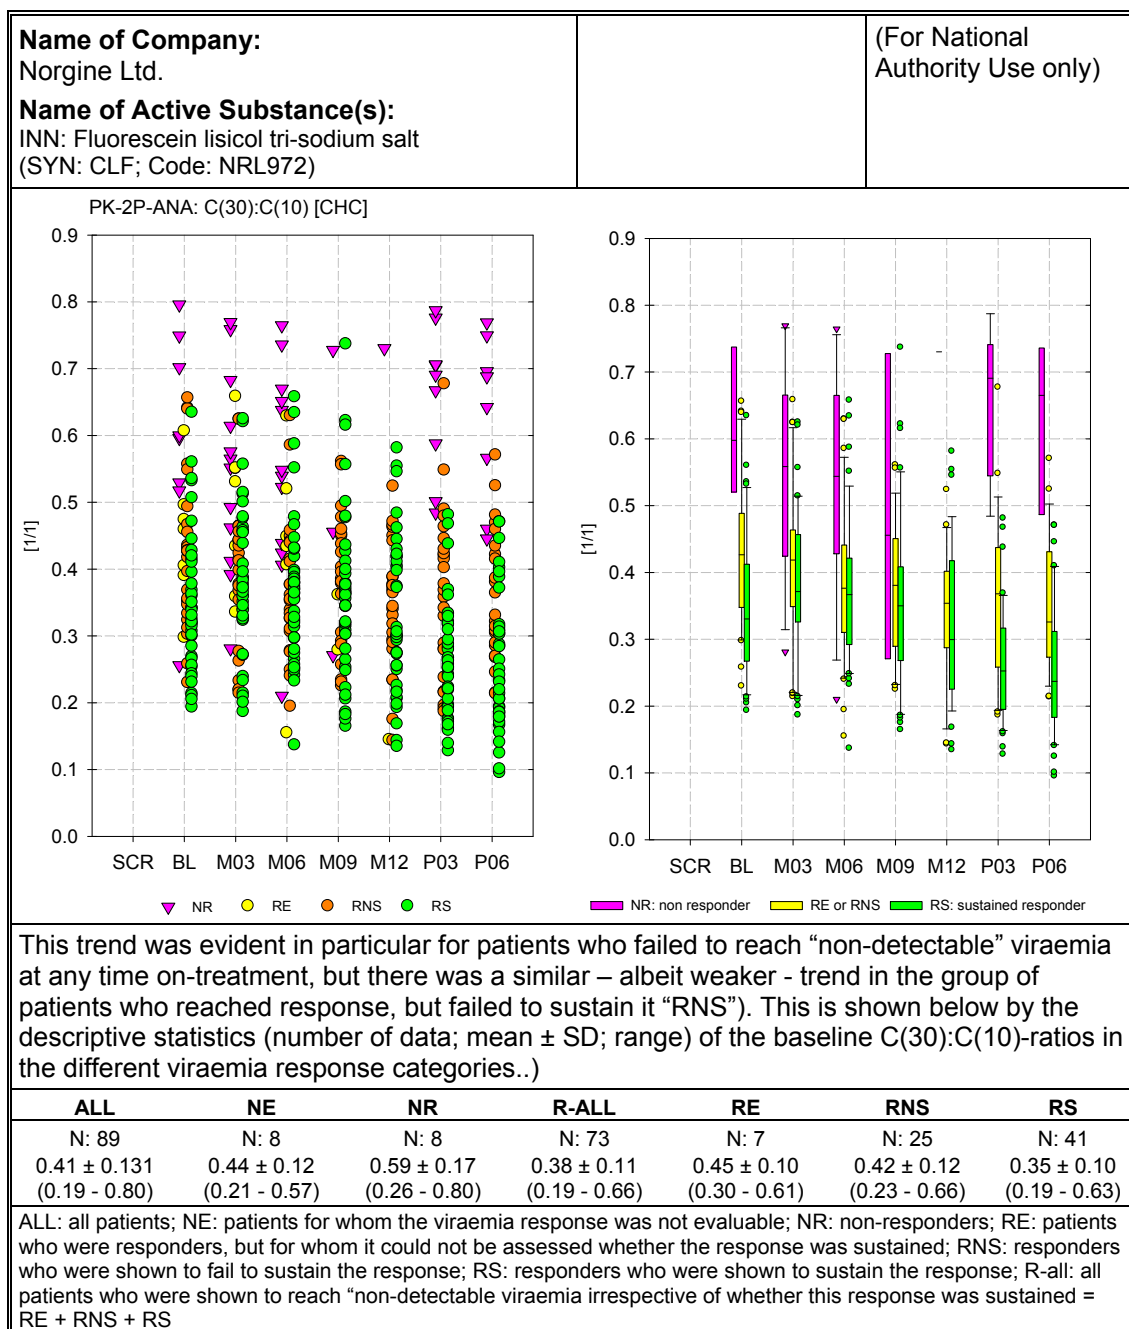 Name of Company:
Norgine Ltd.
Name of Active Substance(s):
INN: Fluorescein lisicol tri-sodium salt
(SYN: CLF; Code: NRL972)
(For National
Authority Use only)
PK-2P-ANA: C(30):C(10) [CHC]
0.9
0.8
0.7
0.6
0.5
0.4
0.3
0.2
0.1
0.0
[1/1]
SCR BL M03 M06 M09 M12 P03 P06
NR RE RNS RS
0.9
0.8
0.7
0.6
0.5
0.4
0.3
0.2
0.1
0.0
[1/1]
SCR BL M03 M06 M09 M12 P03 P06
NR: non responder RE or RNS RS: sustained responder
This trend was evident in particular for patients who failed to reach “non-detectable” viraemia
at any time on-treatment, but there was a similar – albeit weaker - trend in the group of
patients who reached response, but failed to sustain it “RNS”). This is shown below by the
descriptive statistics (number of data; mean ± SD; range) of the baseline C(30):C(10)-ratios in
the different viraemia response categories..)
ALL NE NR R-ALL RE RNS RS
N: 89 N: 8 N: 8 N: 73 N: 7 N: 25 N: 41
0.41 ± 0.131 0.44 ± 0.12 0.59 ± 0.17 0.38 ± 0.11 0.45 ± 0.10 0.42 ± 0.12 0.35 ± 0.10
(0.19 - 0.80) (0.21 - 0.57) (0.26 - 0.80) (0.19 - 0.66) (0.30 - 0.61) (0.23 - 0.66) (0.19 - 0.63)
ALL: all patients; NE: patients for whom the viraemia response was not evaluable; NR: non-responders; RE: patients
who were responders, but for whom it could not be assessed whether the response was sustained; RNS: responders
who were shown to fail to sustain the response; RS: responders who were shown to sustain the response; R-all: all
patients who were shown to reach “non-detectable viraemia irrespective of whether this response was sustained =
RE + RNS + RS